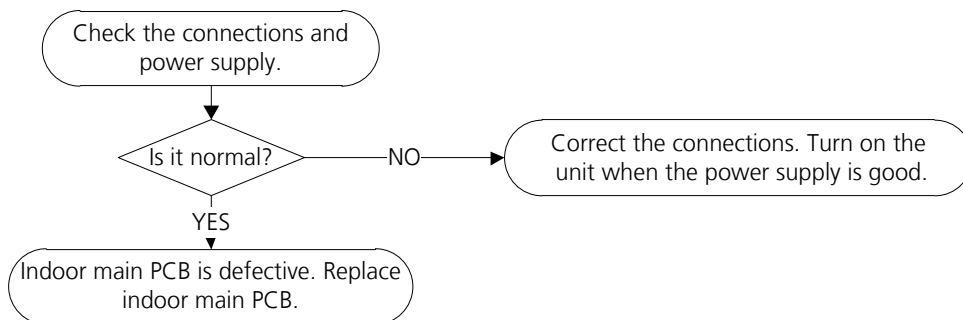 Check the connections and
power supply.
Is it normal?
NO
Correct the connections. Turn on the
unit when the power supply is good.
YES
Indoor main PCB is defective. Replace
indoor main PCB.